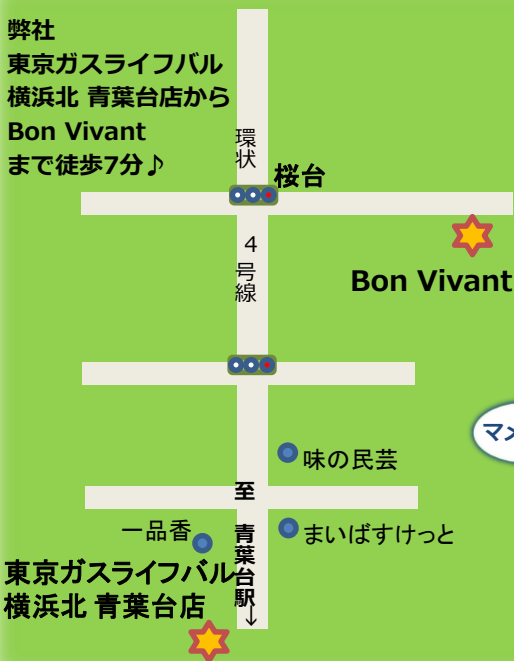 弊社
東京ガスライフバル
横浜北 青葉台店から
Bon Vivant
まで徒歩7分♪
環状
桜台
4号線
Bon Vivant
マメ
味の民芸
至 青葉台駅↓
一品香
まいばすけっと
東京ガスライフバル
横浜北 青葉台店